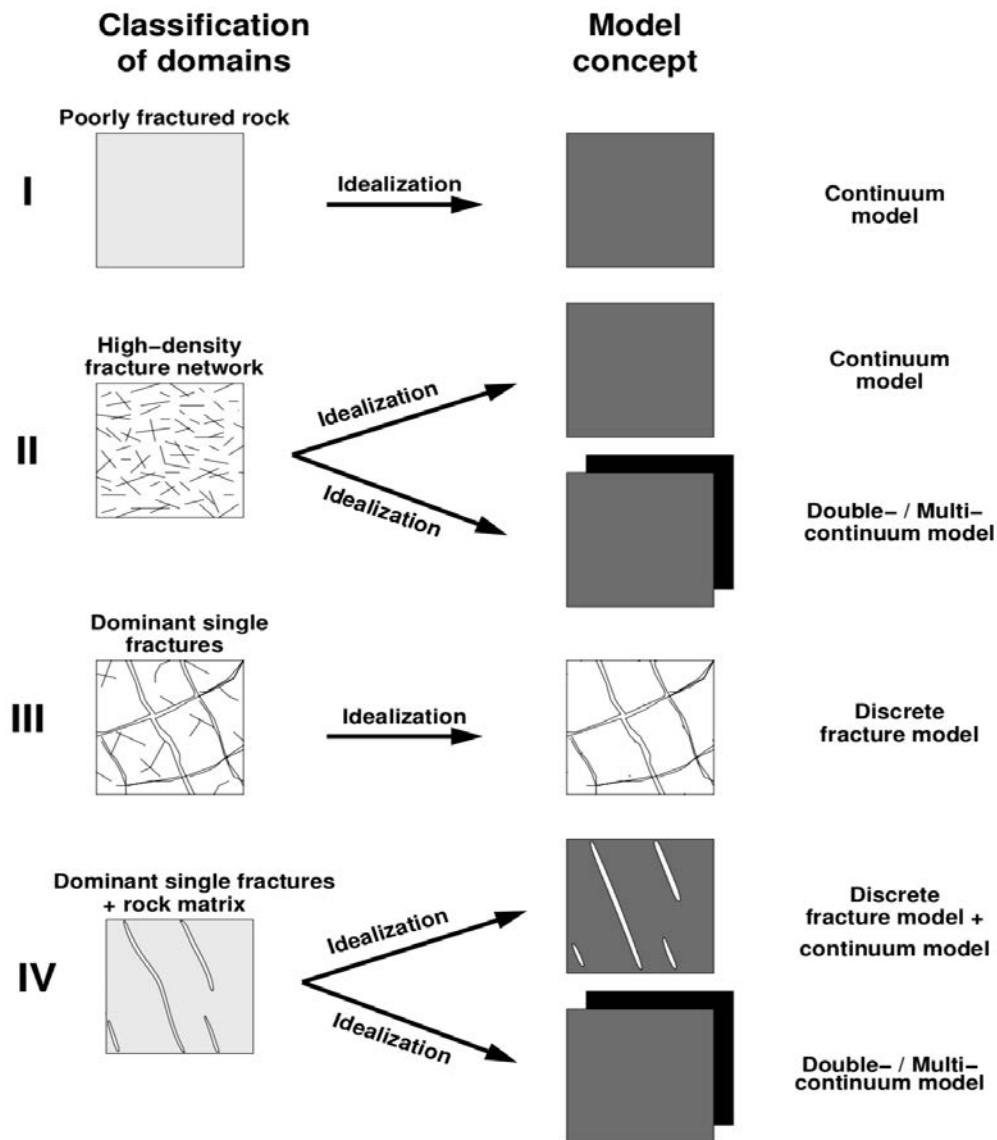 Classification
of domains
Model
concept
Poorly fractured rock
I
Idealization
Continuum
model
High-density
fracture network
II
Idealization
Idealization
Continuum
model
Double- / Multi-
continuum model
Dominant single
fractures
III
Idealization
Discrete
fracture model
Dominant single fractures
+ rock matrix
IV
Idealization
Idealization
Discrete
fracture model +
continuum model
Double- / Multi-
continuum model